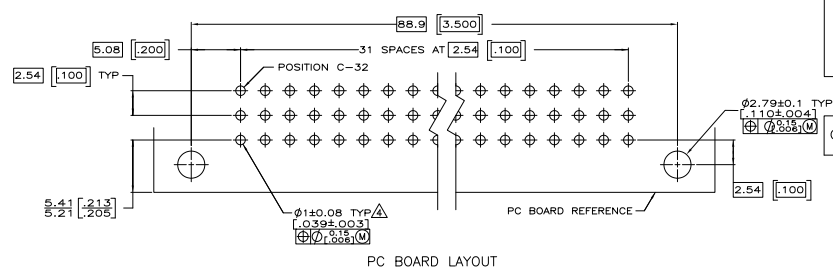 88.9 [3.500]
5.08 [.200]
31 SPACES AT 2.54 [.100]
2.54 [.100] TYP
POSITION C-32
Ø2.79±0.1 TYP
[.110±.004]
⌖ Ø 0.15 [.006] Ⓜ
5.41 [.213]
5.21 [.205]
2.54 [.100]
Ø1±0.08 TYP 4
[.039±.003]
⌖ Ø 0.15 [.006] Ⓜ
PC BOARD REFERENCE
PC BOARD LAYOUT